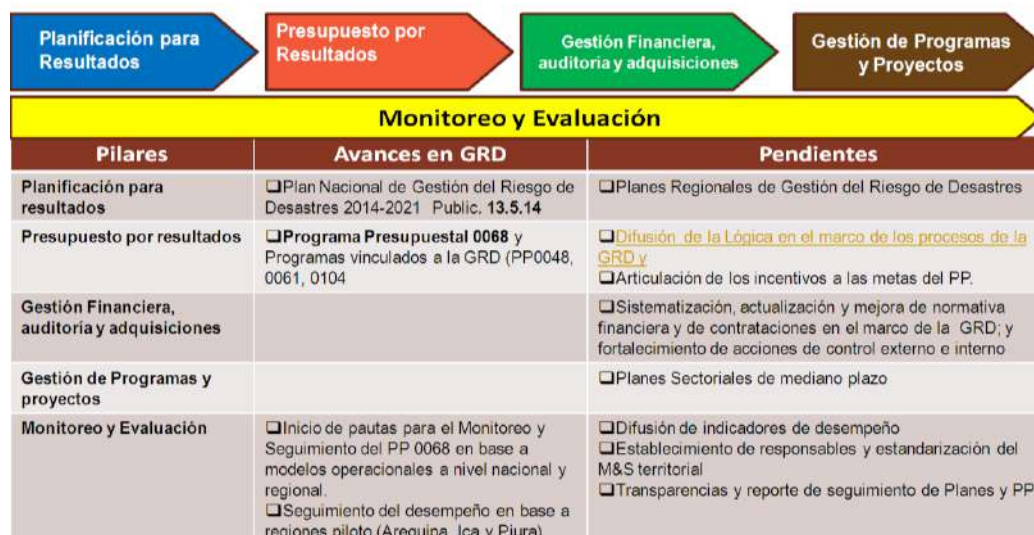 Planificación para
Resultados
Presupuesto por
Resultados
Gestión Financiera,
auditoria y adquisiciones
Gestión de Programas
y Proyectos
Monitoreo y Evaluación
Pilares
Avances en GRD
Pendientes
Planificación para
resultados
❑Plan Nacional de Gestión del Riesgo de
Desastres 2014-2021 Public. 13.5.14
❑Planes Regionales de Gestión del Riesgo de Desastres
Presupuesto por resultados
❑Programa Presupuestal 0068 y
Programas vinculados a la GRD (PP0048,
0061, 0104
❑Difusión de la Lógica en el marco de los procesos de la
GRD y
❑Articulación de los incentivos a las metas del PP.
Gestión Financiera,
auditoría y adquisiciones
❑Sistematización, actualización y mejora de normativa
financiera y de contrataciones en el marco de la GRD; y
fortalecimiento de acciones de control externo e interno
Gestión de Programas y
proyectos
❑Planes Sectoriales de mediano plazo
Monitoreo y Evaluación
❑Inicio de pautas para el Monitoreo y
Seguimiento del PP 0068 en base a
modelos operacionales a nivel nacional y
regional.
❑Seguimiento del desempeño en base a
regiones piloto (Arequipa, Ica y Piura)
❑Difusión de indicadores de desempeño
❑Establecimiento de responsables y estandarización del
M&S territorial
❑Transparencias y reporte de seguimiento de Planes y PP